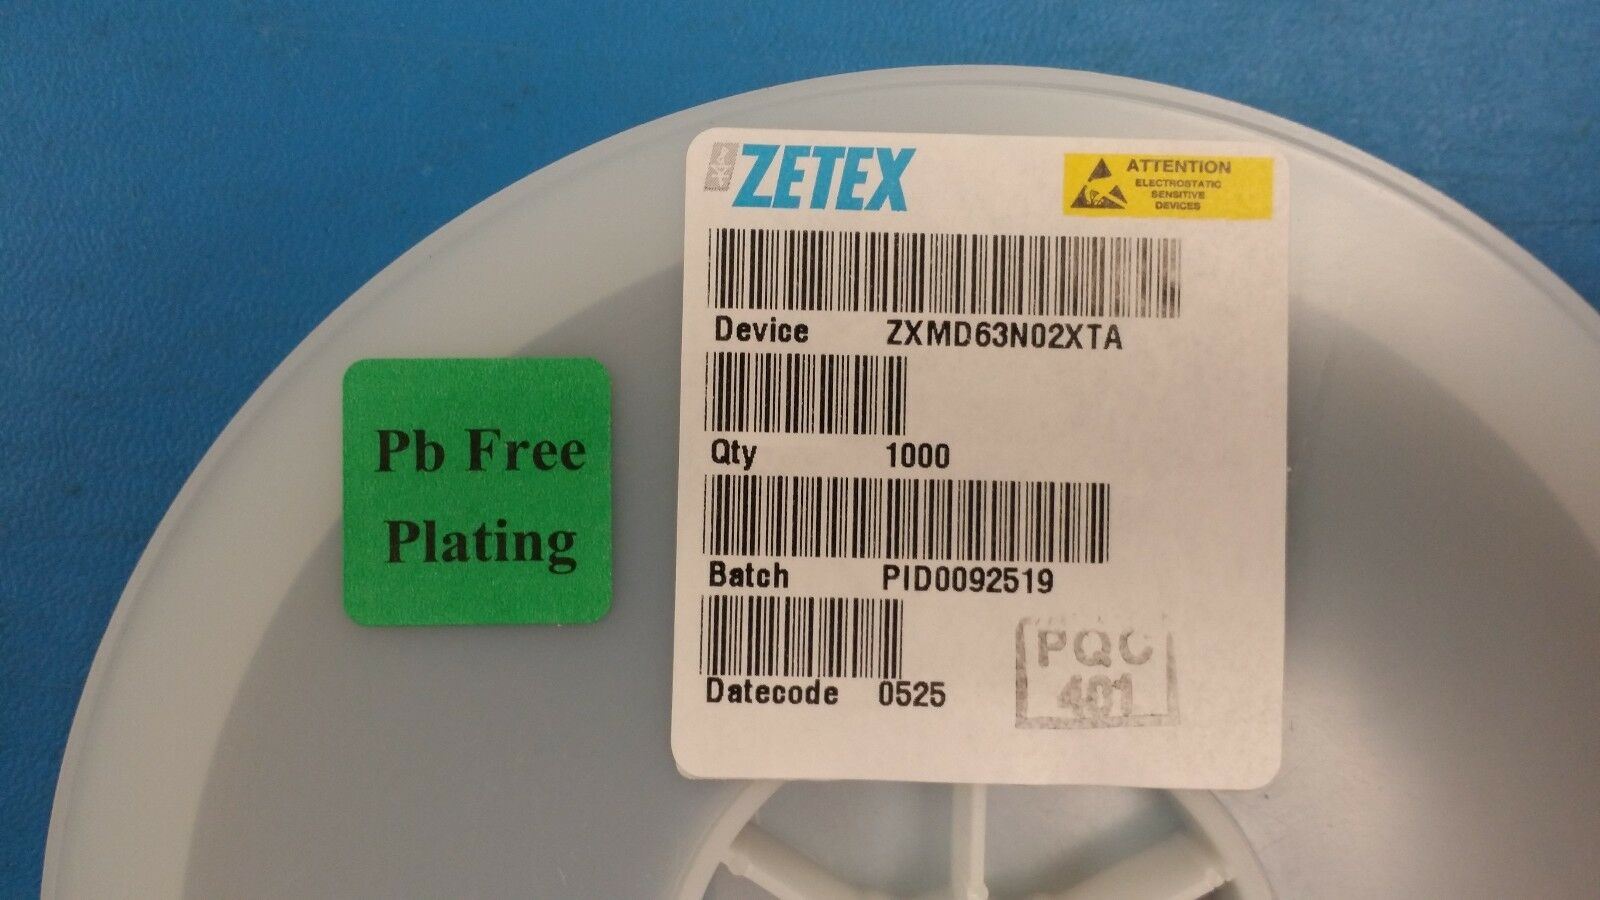 ZETEX
ATTENTION
ELECTROSTATIC
SENSITIVE
DEVICES
Device ZXMD63N02XTA
Qty 1000
Batch PID0092519
Datecode 0525
PQC
401
Pb Free
Plating